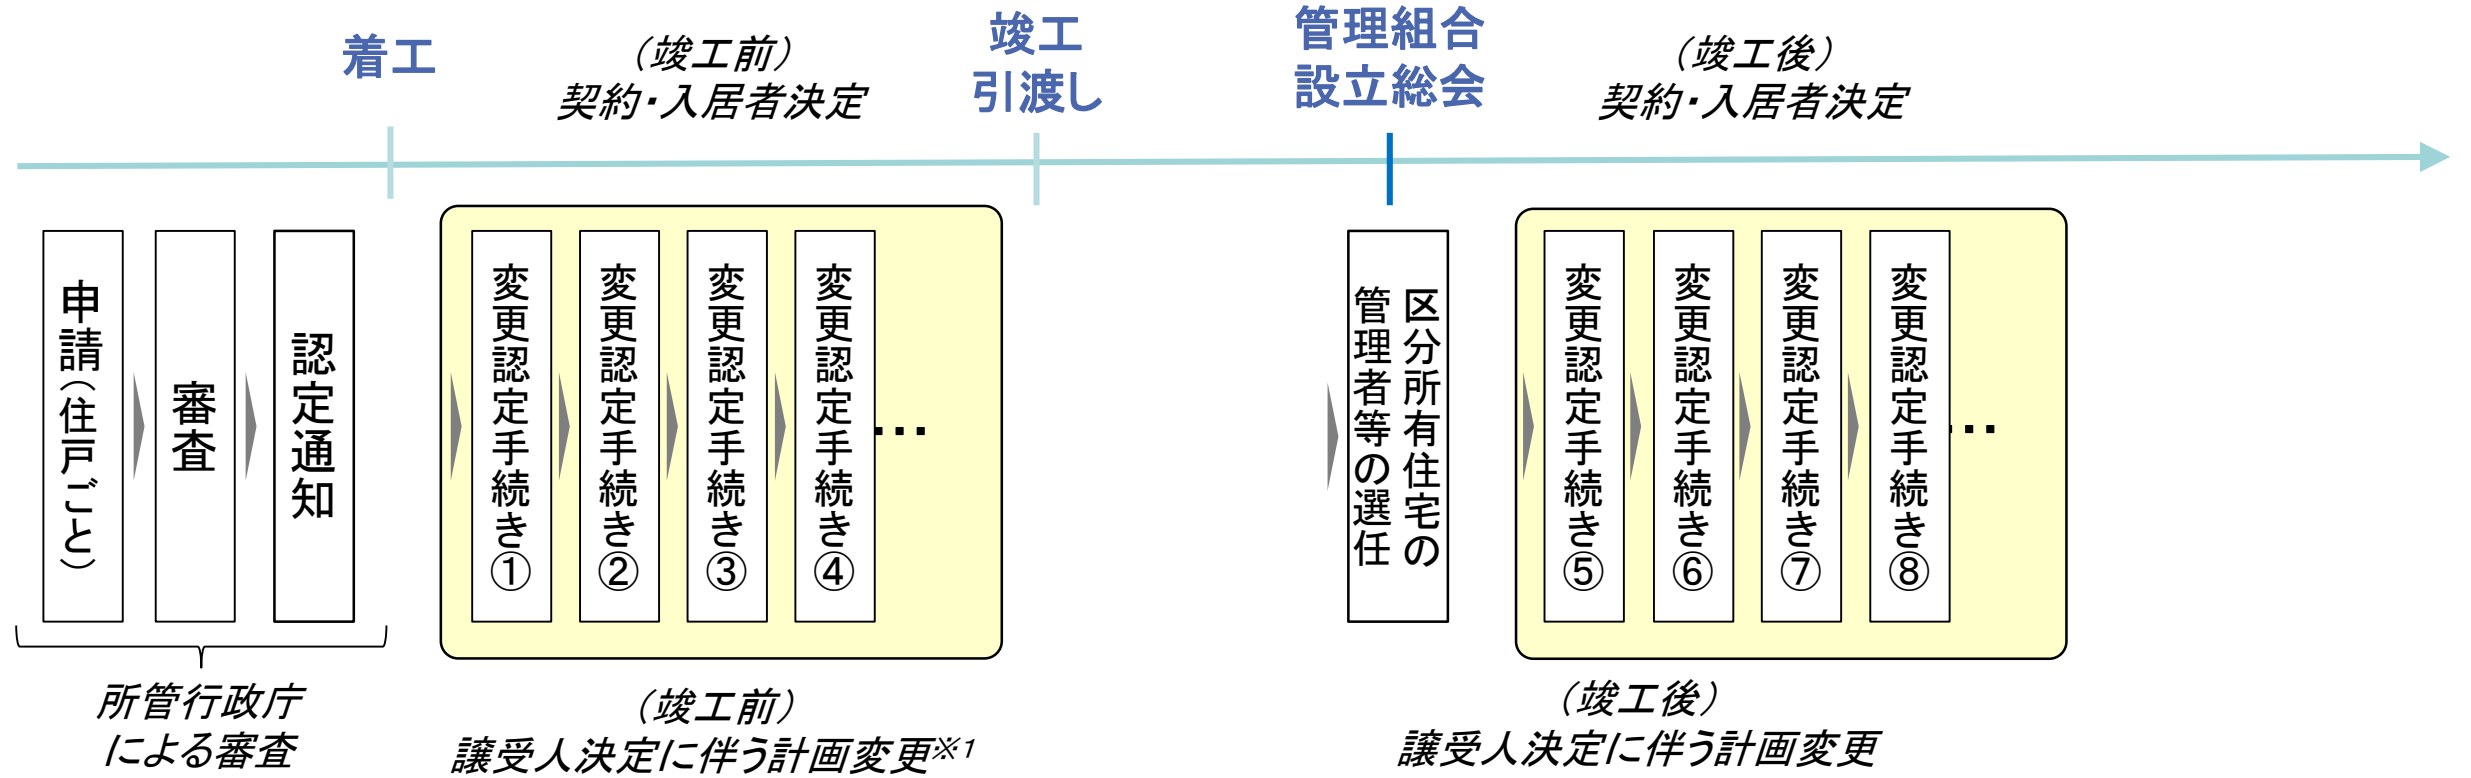 着工
（竣工前）
契約・入居者決定
竣工
引渡し
管理組合
設立総会
（竣工後）
契約・入居者決定
申請（住戸ごと）
審査
認定通知
変更認定手続き①
変更認定手続き②
変更認定手続き③
変更認定手続き④
…
区分所有住宅の
管理者等の選任
変更認定手続き⑤
変更認定手続き⑥
変更認定手続き⑦
変更認定手続き⑧
…
所管行政庁
による審査
（竣工前）
譲受人決定に伴う計画変更※1
（竣工後）
譲受人決定に伴う計画変更